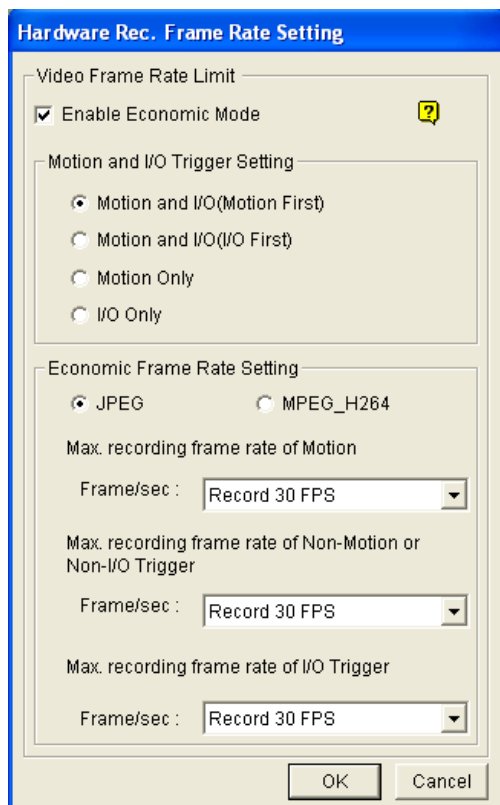 Hardware Rec. Frame Rate Setting
Video Frame Rate Limit
Enable Economic Mode
?
Motion and I/O Trigger Setting
Motion and I/O(Motion First)
Motion and I/O(I/O First)
Motion Only
I/O Only
Economic Frame Rate Setting
JPEG MPEG_H264
Max. recording frame rate of Motion
Frame/sec : Record 30 FPS
Max. recording frame rate of Non-Motion or
Non-I/O Trigger
Frame/sec : Record 30 FPS
Max. recording frame rate of I/O Trigger
Frame/sec : Record 30 FPS
OK Cancel